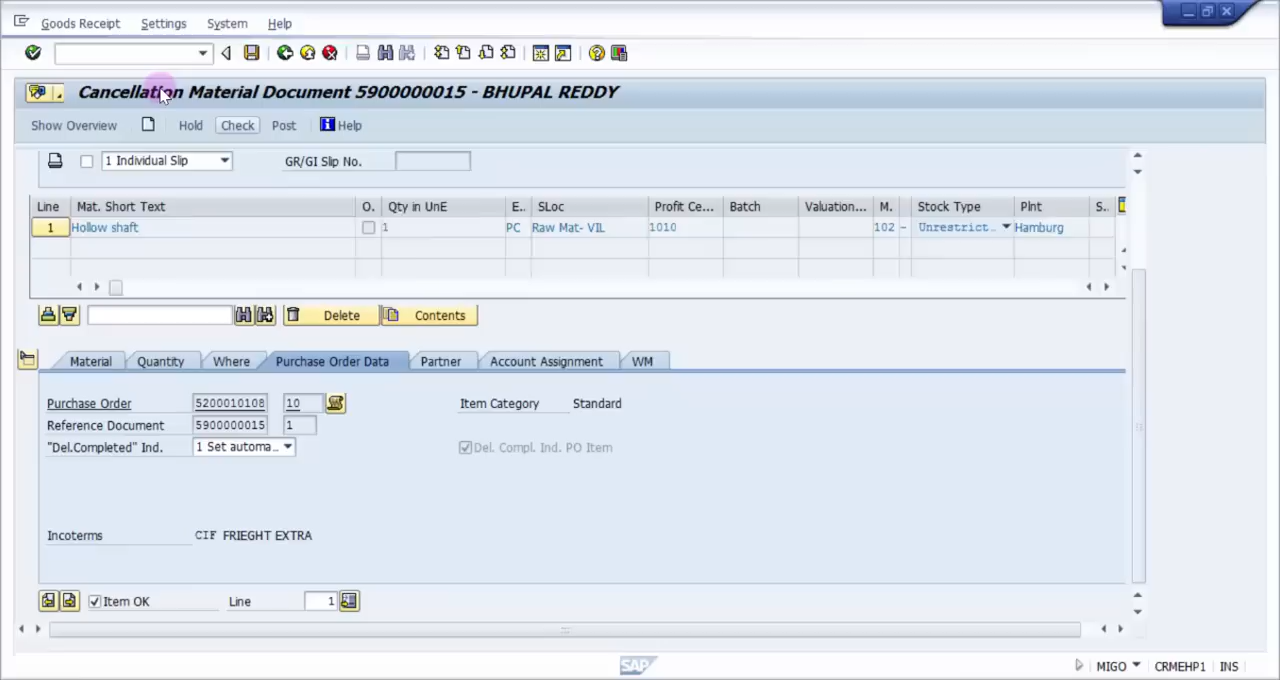 Goods Receipt Settings System Help
Cancellation Material Document 5900000015 - BHUPAL REDDY
Show Overview Hold Check Post Help
1 Individual Slip GR/GI Slip No.
Line Mat. Short Text O. Qty in UnE E.. SLoc Profit Ce... Batch Valuation... M. Stock Type Plnt S..
1 Hollow shaft 1 PC Raw Mat- VIL 1010 102 - Unrestrict.. Hamburg
Delete Contents
Material Quantity Where Purchase Order Data Partner Account Assignment WM
Purchase Order 5200010108 10 Item Category Standard
Reference Document 5900000015 1
"Del.Completed" Ind. 1 Set automa.. Del. Compl. Ind. PO Item
Incoterms CIF FRIEGHT EXTRA
Item OK Line 1
SAP MIGO CRMEHP1 INS